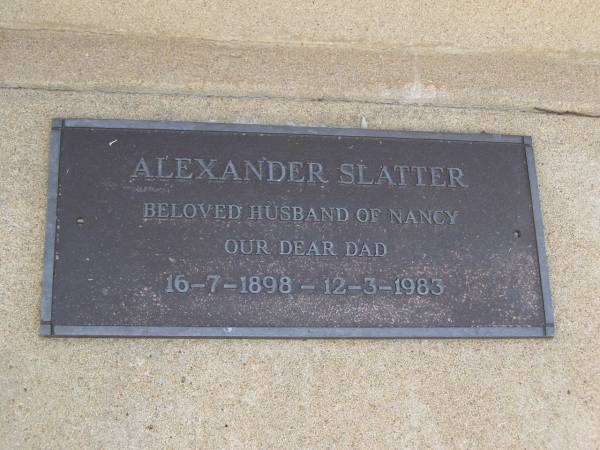 ALEXANDER SLATTER
BELOVED HUSBAND OF NANCY
OUR DEAR DAD
16-7-1898 - 12-3-1983